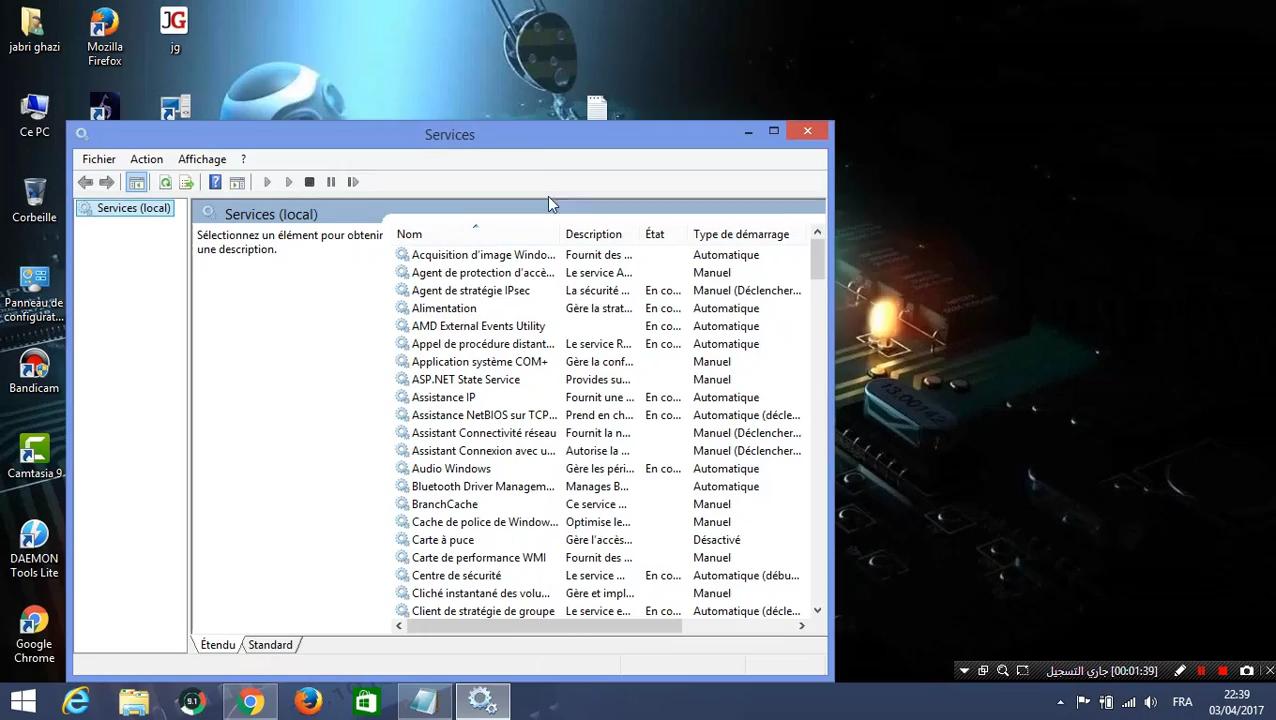 jabri ghazi
Mozilla
Firefox
JG
jg
Ce PC
Corbeille
Panneau de
configurat...
Bandicam
Camtasia 9
DAEMON
Tools Lite
Google
Chrome
13:001%2
Services
Fichier Action Affichage ?
Services (local)
Services (local)
Sélectionnez un élément pour obtenir
une description.
Nom Description État Type de démarrage
Acquisition d'image Windo... Fournit des ... Automatique
Agent de protection d'accè... Le service A... Manuel
Agent de stratégie IPsec La sécurité ... En co... Manuel (Déclencher...
Alimentation Gère la strat... En co... Automatique
AMD External Events Utility En co... Automatique
Appel de procédure distant... Le service R... En co... Automatique
Application système COM+ Gère la conf... Manuel
ASP.NET State Service Provides su... Manuel
Assistance IP Fournit une ... En co... Automatique
Assistance NetBIOS sur TCP... Prend en ch... En co... Automatique (décle...
Assistant Connectivité réseau Fournit la n... Manuel (Déclencher...
Assistant Connexion avec u... Autorise la ... Manuel (Déclencher...
Audio Windows Gère les péri... En co... Automatique
Bluetooth Driver Managem... Manages B... Automatique
BranchCache Ce service ... Manuel
Cache de police de Window... Optimise le... Manuel
Carte à puce Gère l'accès... Désactivé
Carte de performance WMI Fournit des ... Manuel
Centre de sécurité Le service ... En co... Automatique (débu...
Cliché instantané des volu... Gère et impl... Manuel
Client de stratégie de groupe Le service e... En co... Automatique (décle...
Étendu Standard
جاري التسجيل [00:01:39]
9.1
FRA
22:39
03/04/2017